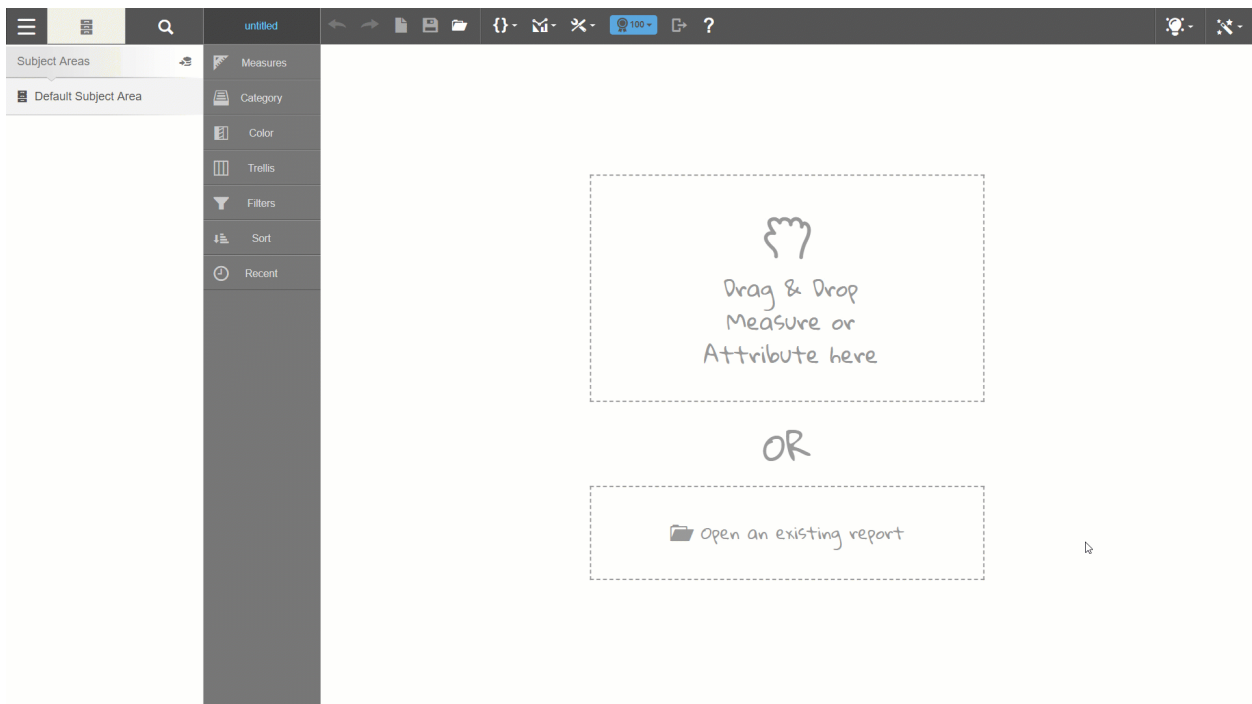 untitled
{}
100
?
Subject Areas
Default Subject Area
Measures
Category
Color
Trellis
Filters
Sort
Recent
Drag & Drop
Measure or
Attribute here
OR
Open an existing report